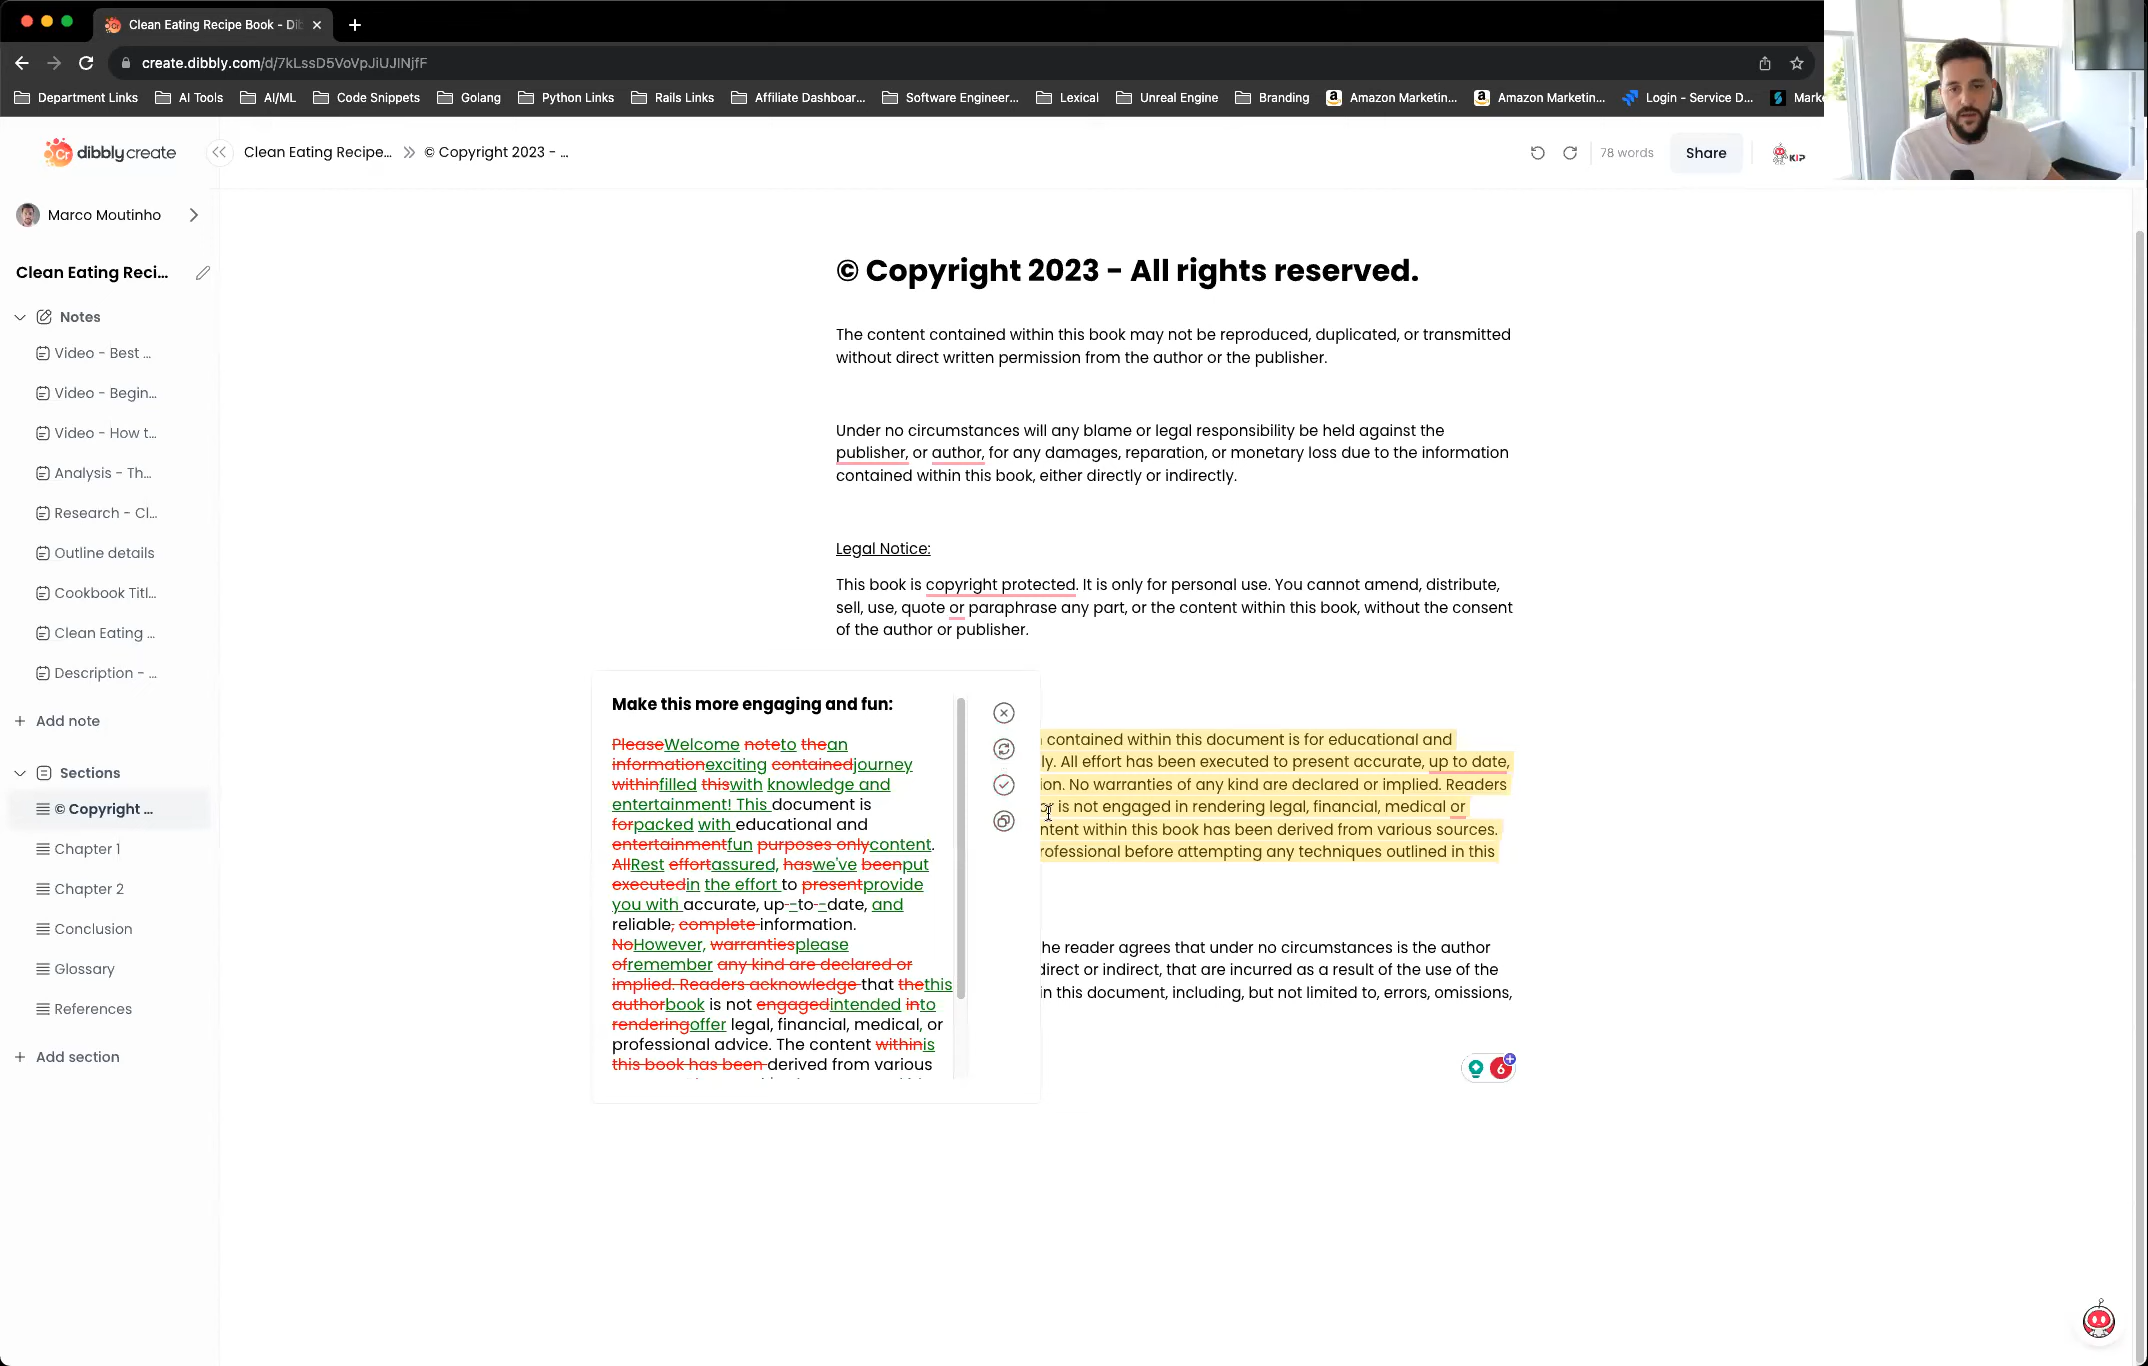 Clean Eating Recipe Book - Di
create.dibbly.com/d/7kLssD5VoVpJiUJINjfF
Department Links
AI Tools
AI/ML
Code Snippets
Golang
Python Links
Rails Links
Affiliate Dashboar...
Software Engineer...
Lexical
Unreal Engine
Branding
Amazon Marketin...
Amazon Marketin...
Login - Service D...
Marke
Cr dibblycreate
Clean Eating Recipe...
© Copyright 2023 - ...
78 words
Share
KIP
Marco Moutinho
Clean Eating Reci...
Notes
Video - Best ...
Video - Begin...
Video - How t...
Analysis - Th...
Research - Cl...
Outline details
Cookbook Titl...
Clean Eating ...
Description - ...
+ Add note
Sections
© Copyright ...
Chapter 1
Chapter 2
Conclusion
Glossary
References
+ Add section
© Copyright 2023 - All rights reserved.
The content contained within this book may not be reproduced, duplicated, or transmitted
without direct written permission from the author or the publisher.
Under no circumstances will any blame or legal responsibility be held against the
publisher, or author, for any damages, reparation, or monetary loss due to the information
contained within this book, either directly or indirectly.
Legal Notice:
This book is copyright protected. It is only for personal use. You cannot amend, distribute,
sell, use, quote or paraphrase any part, or the content within this book, without the consent
of the author or publisher.
Make this more engaging and fun:
PleaseWelcome noteto thean
informationexciting containedjourney
withinfilled thiswith knowledge and
entertainment! This document is
forpacked with educational and
entertainmentfun purposes onlycontent.
AllRest effortassured, haswe've beenput
executedin the effort to presentprovide
you with accurate, up--to--date, and
reliable, complete information.
NoHowever, warrantiesplease
ofremember any kind are declared or
implied. Readers acknowledge that thethis
authorbook is not engagedintended into
renderingoffer legal, financial, medical, or
professional advice. The content withinis
this book has been derived from various
contained within this document is for educational and
ly. All effort has been executed to present accurate, up to date,
ion. No warranties of any kind are declared or implied. Readers
or is not engaged in rendering legal, financial, medical or
ntent within this book has been derived from various sources.
rofessional before attempting any techniques outlined in this
he reader agrees that under no circumstances is the author
direct or indirect, that are incurred as a result of the use of the
in this document, including, but not limited to, errors, omissions,
6